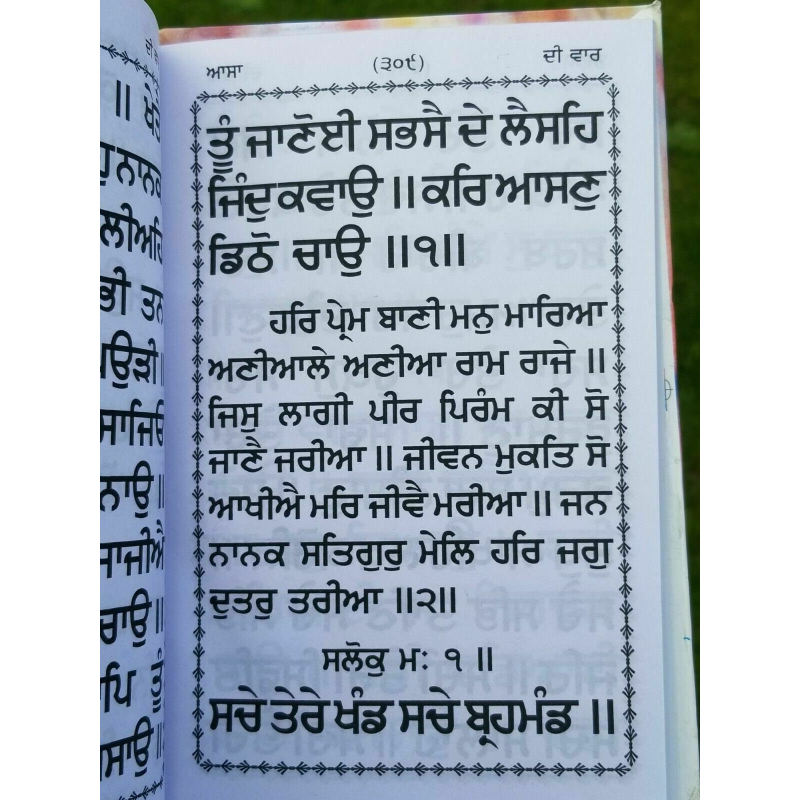 ਆਸਾ (੩੦੯) ਦੀ ਵਾਰ
ਤੂੰ ਜਾਣੋਈ ਸਭਸੈ ਦੇ ਲੈਸਹਿ
ਜਿੰਦੁ ਕਵਾਉ ॥ ਕਰਿ ਆਸਣੁ
ਡਿਠੋ ਚਾਉ ॥੧॥
ਹਰਿ ਪ੍ਰੇਮ ਬਾਣੀ ਮਨੁ ਮਾਰਿਆ
ਅਣੀਆਲੇ ਅਣੀਆ ਰਾਮ ਰਾਜੇ ॥
ਜਿਸੁ ਲਾਗੀ ਪੀਰ ਪਿਰੰਮ ਕੀ ਸੋ
ਜਾਣੈ ਜਰੀਆ ॥ ਜੀਵਨ ਮੁਕਤਿ ਸੋ
ਆਖੀਐ ਮਰਿ ਜੀਵੈ ਮਰੀਆ ॥ ਜਨ
ਨਾਨਕ ਸਤਿਗੁਰੁ ਮੇਲਿ ਹਰਿ ਜਗੁ
ਦੁਤਰੁ ਤਰੀਆ ॥੨॥
ਸਲੋਕੁ ਮਃ ੧ ॥
ਸਚੇ ਤੇਰੇ ਖੰਡ ਸਚੇ ਬ੍ਰਹਮੰਡ ॥